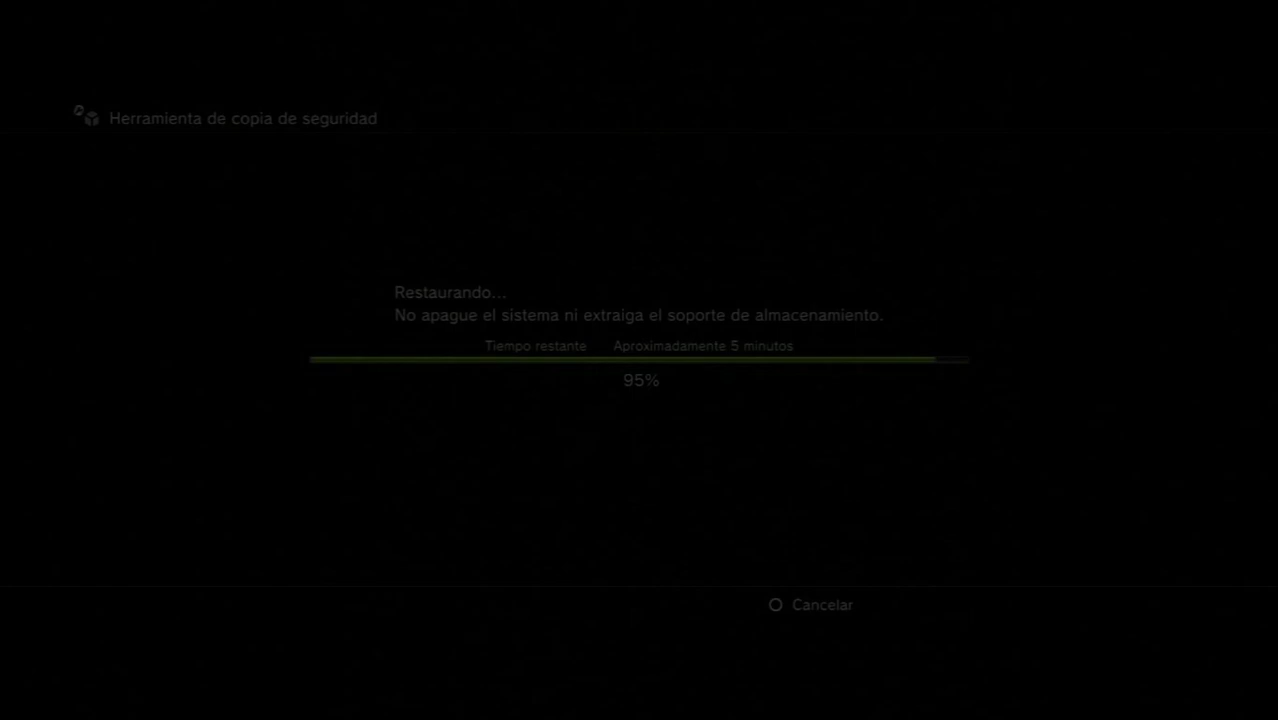 Herramienta de copia de seguridad
Restaurando...
No apague el sistema ni extraiga el soporte de almacenamiento.
Tiempo restante Aproximadamente 5 minutos
95%
Cancelar